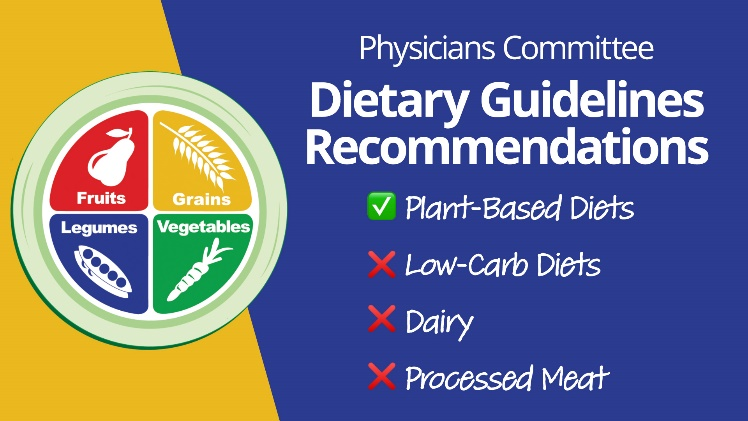 Physicians Committee
Dietary Guidelines
Recommendations
Fruits
Grains
Legumes
Vegetables
Plant-Based Diets
Low-Carb Diets
Dairy
Processed Meat